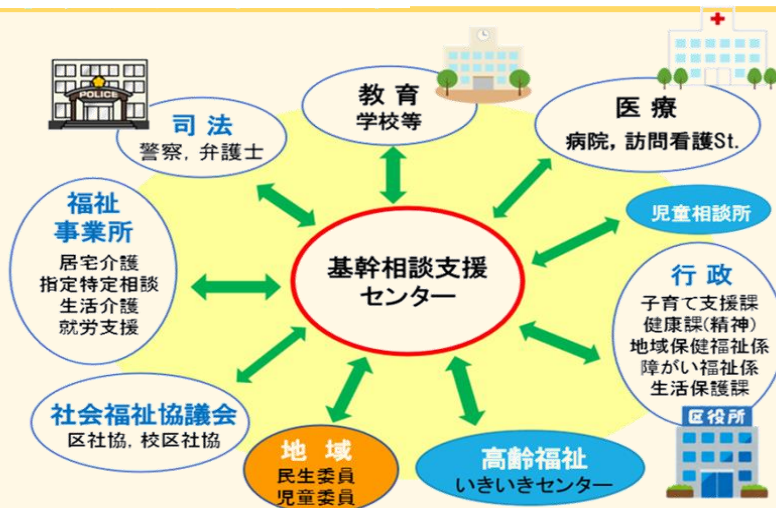 教育
学校等
医療
病院, 訪問看護St.
POLICE
司法
警察, 弁護士
児童相談所
福祉
事業所
居宅介護
指定特定相談
生活介護
就労支援
基幹相談支援
センター
行政
子育て支援課
健康課(精神)
地域保健福祉係
障がい福祉係
生活保護課
区役所
社会福祉協議会
区社協, 校区社協
地域
民生委員
児童委員
高齢福祉
いきいきセンター